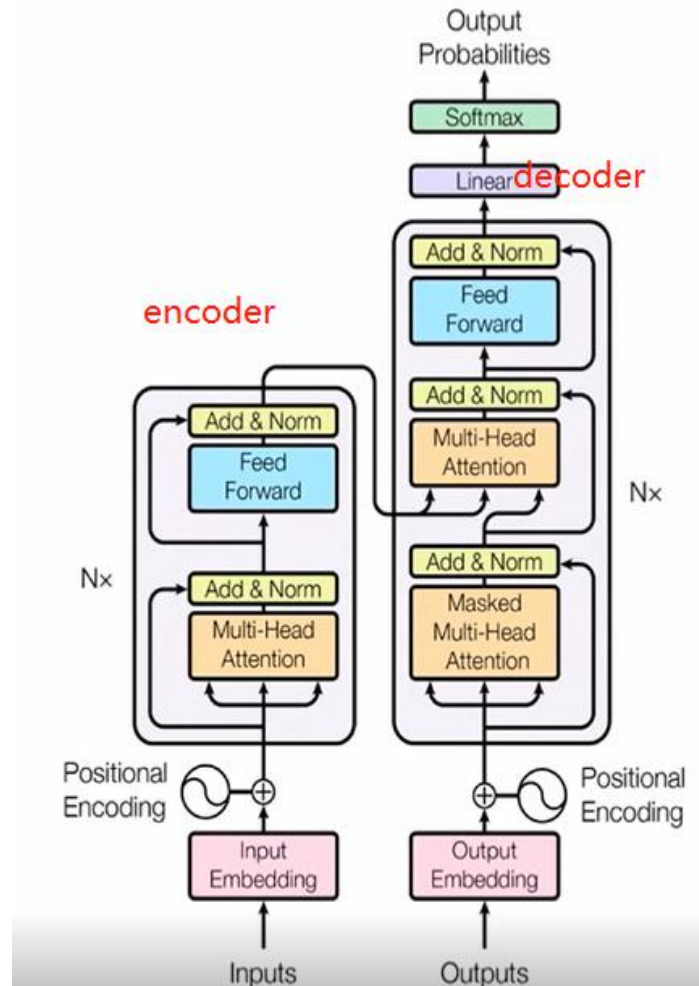 Output
Probabilities
Softmax
Linear
decoder
Add & Norm
Feed
Forward
Add & Norm
Multi-Head
Attention
Add & Norm
Masked
Multi-Head
Attention
N×
encoder
Add & Norm
Feed
Forward
Add & Norm
Multi-Head
Attention
N×
Positional
Encoding
Positional
Encoding
Input
Embedding
Output
Embedding
Inputs
Outputs